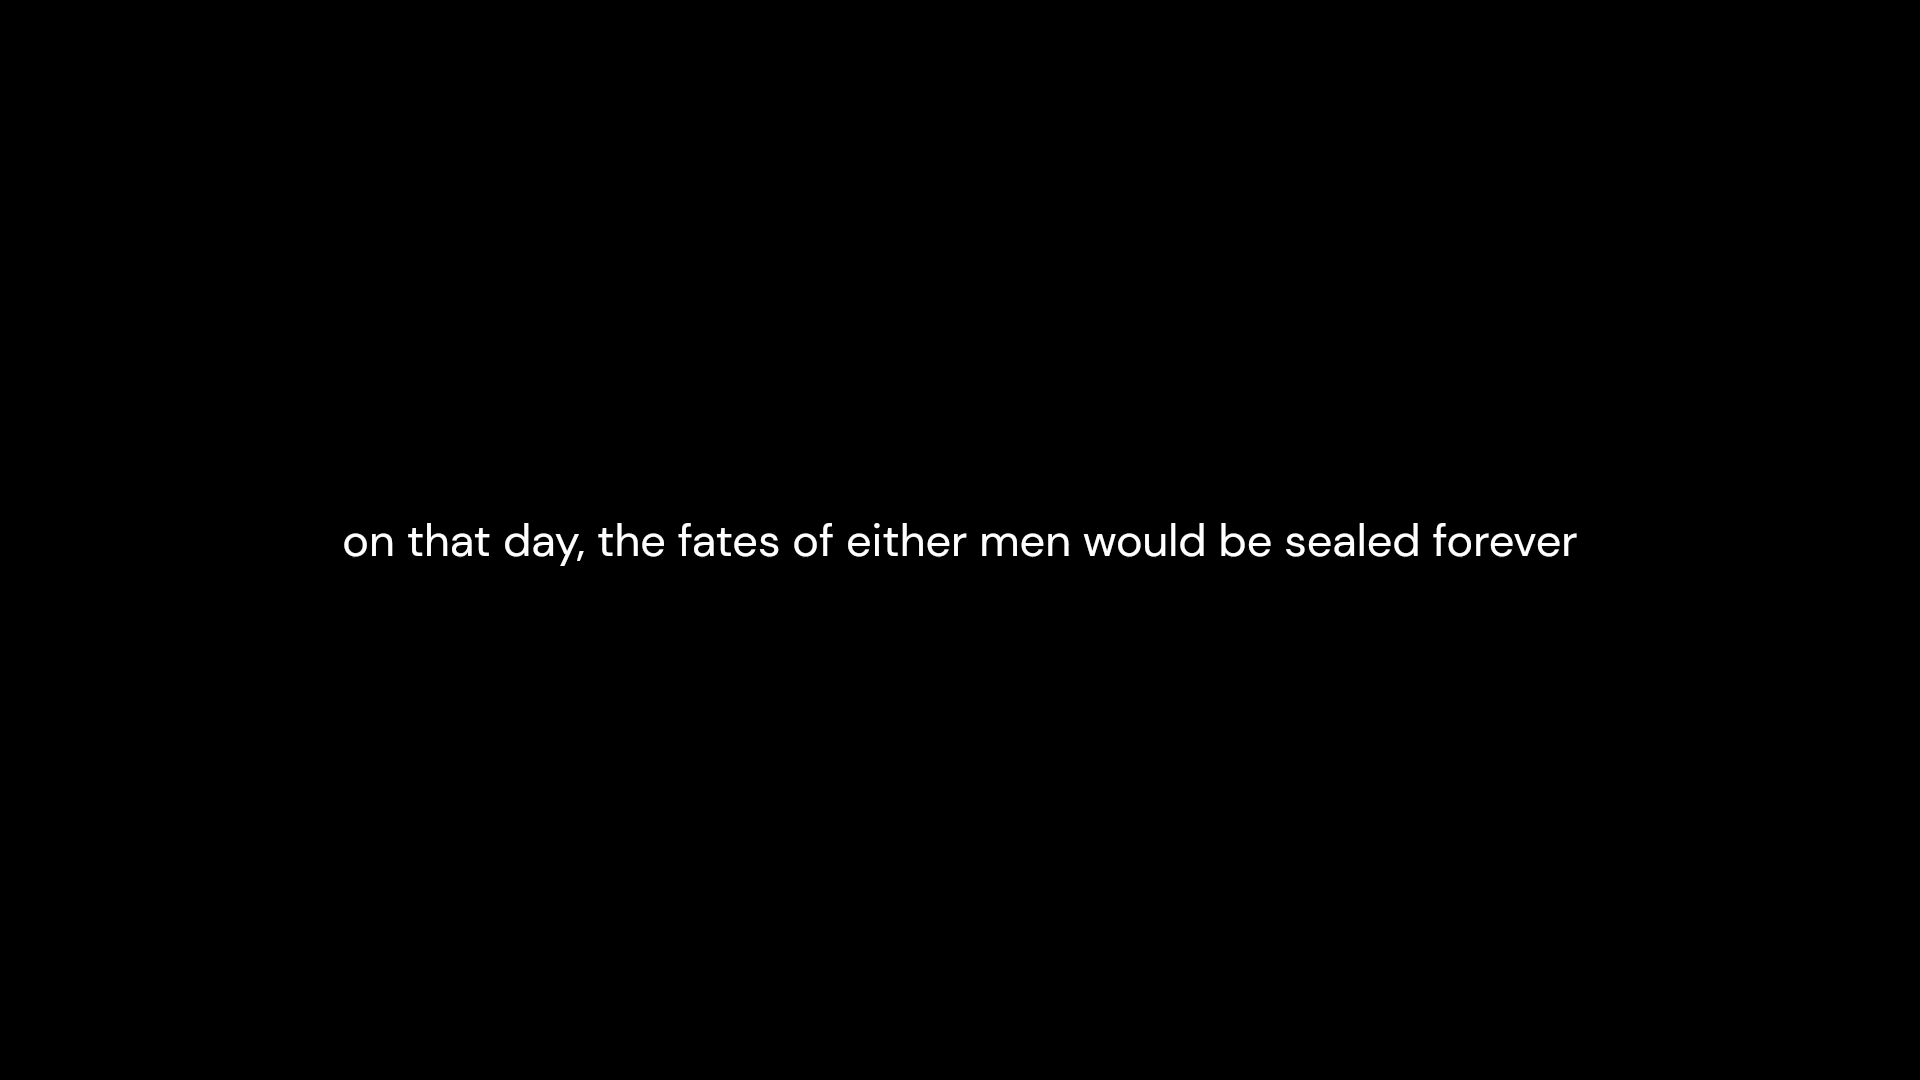 on that day, the fates of either men would be sealed forever